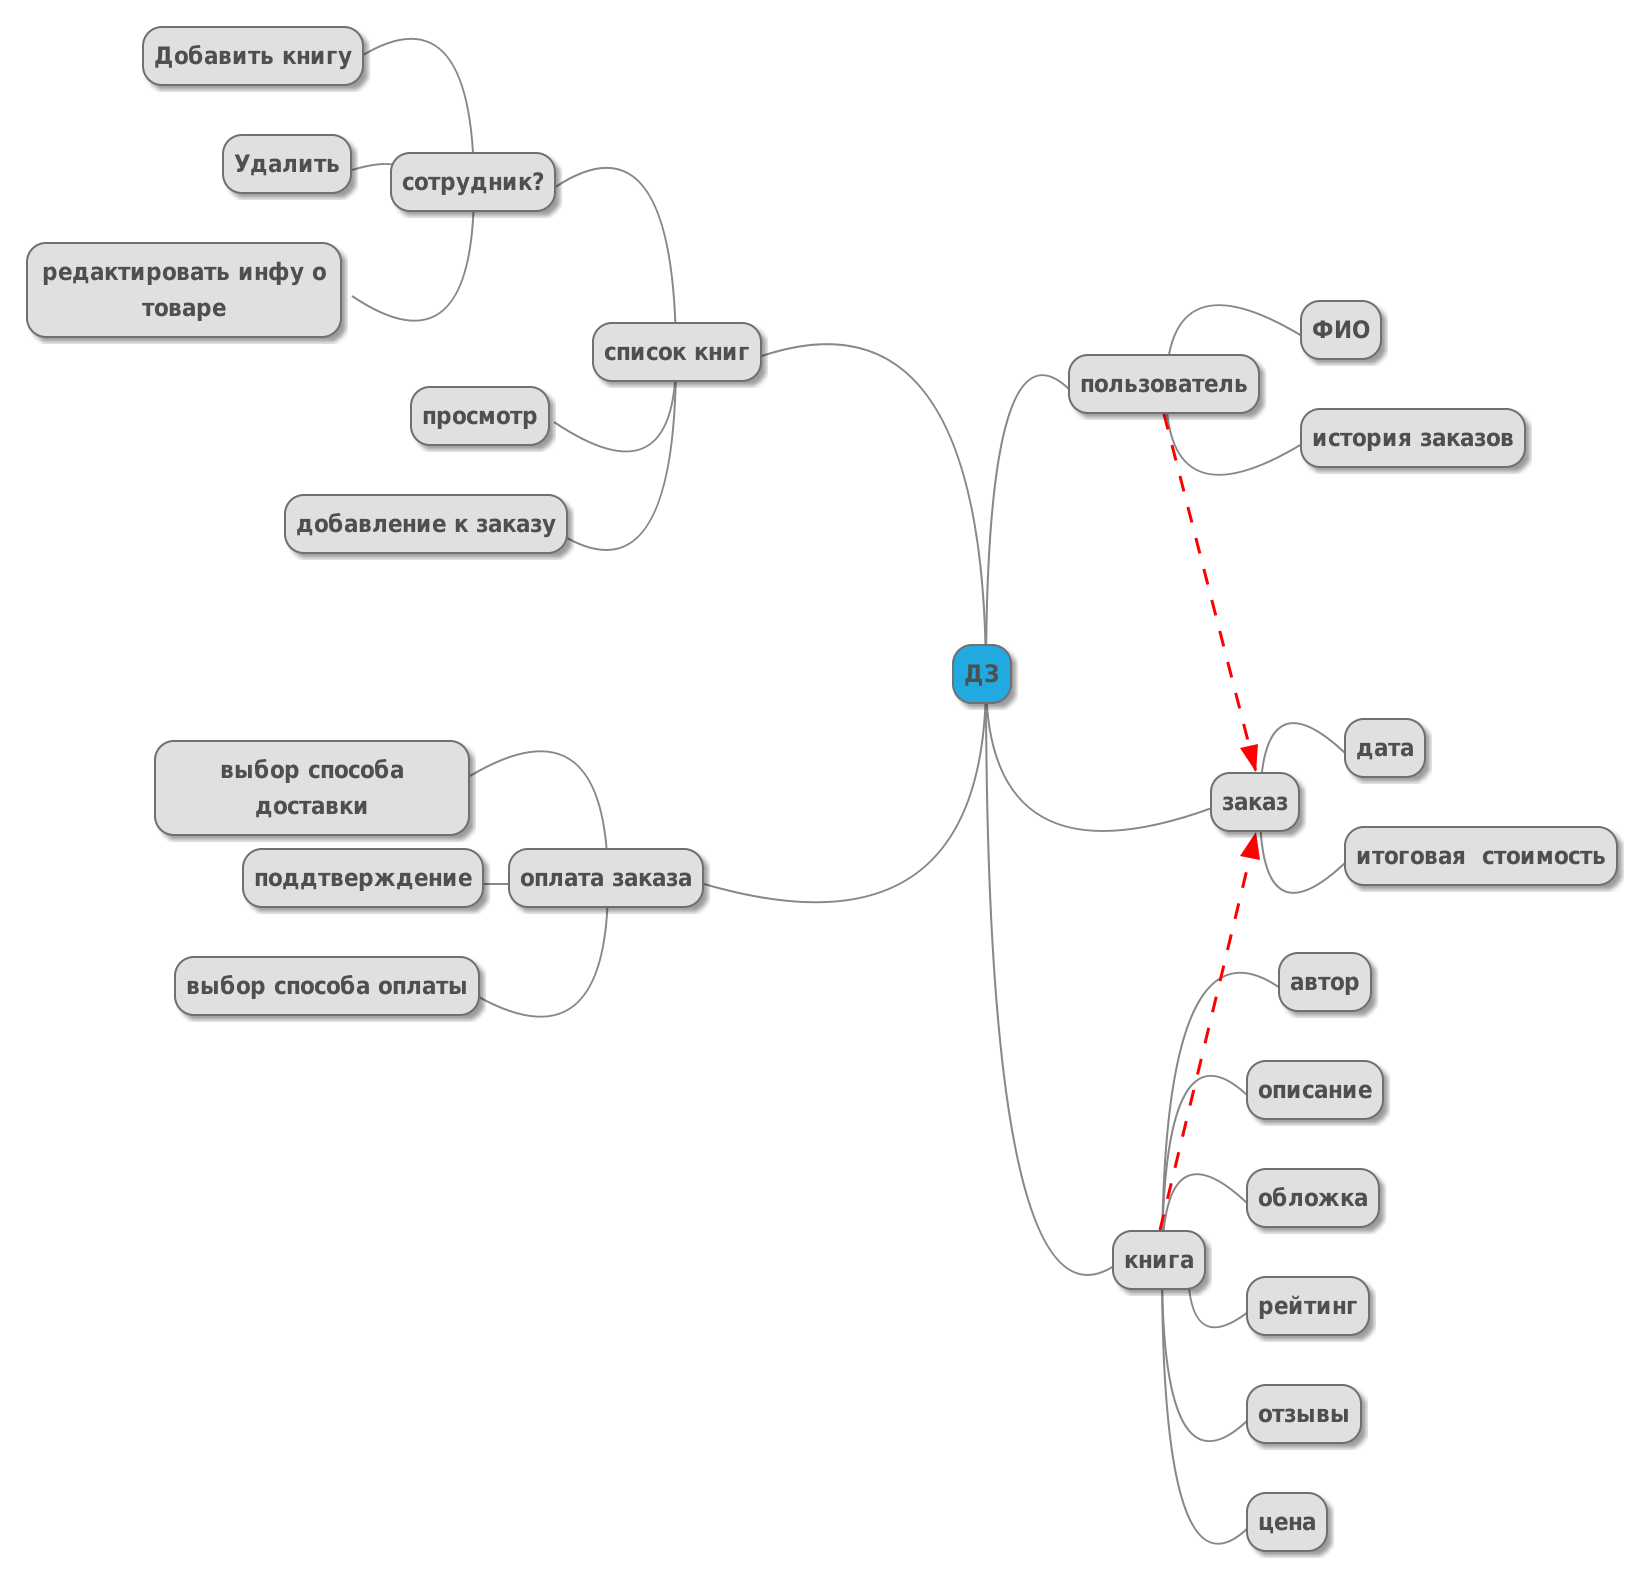 Добавить книгу
Удалить
сотрудник?
редактировать инфу о
товаре
список книг
просмотр
добавление к заказу
ФИО
пользователь
история заказов
ДЗ
выбор способа
доставки
поддтверждение
оплата заказа
выбор способа оплаты
дата
заказ
итоговая  стоимость
автор
описание
обложка
книга
рейтинг
отзывы
цена